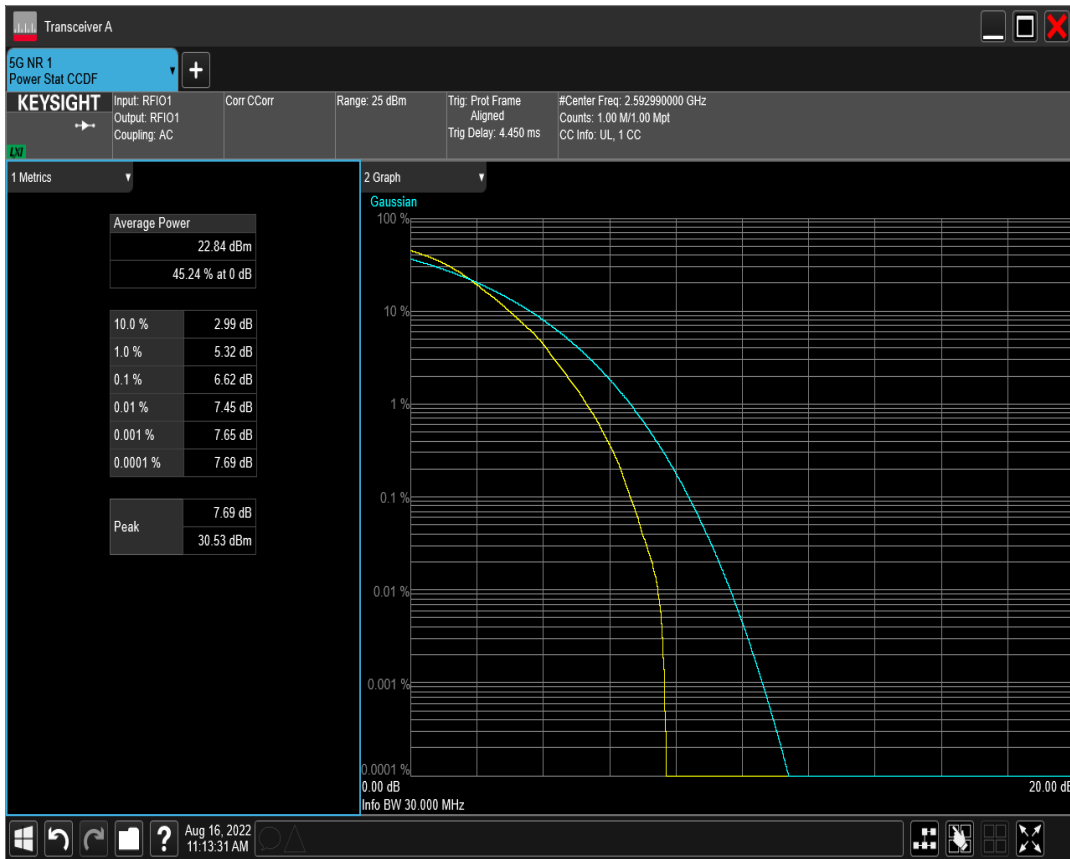 Transceiver A
5G NR 1
Power Stat CCDF
+
KEYSIGHT
LXI
Input: RFIO1
Output: RFIO1
Coupling: AC
Corr CCorr
Range: 25 dBm
Trig: Prot Frame
Aligned
Trig Delay: 4.450 ms
#Center Freq: 2.592990000 GHz
Counts: 1.00 M/1.00 Mpt
CC Info: UL, 1 CC
1 Metrics
Average Power
22.84 dBm
45.24 % at 0 dB
10.0 % 2.99 dB
1.0 % 5.32 dB
0.1 % 6.62 dB
0.01 % 7.45 dB
0.001 % 7.65 dB
0.0001 % 7.69 dB
Peak 7.69 dB
30.53 dBm
2 Graph
Gaussian
100 %
10 %
1 %
0.1 %
0.01 %
0.001 %
0.0001 %
0.00 dB 20.00 dB
Info BW 30.000 MHz
?
Aug 16, 2022
11:13:31 AM